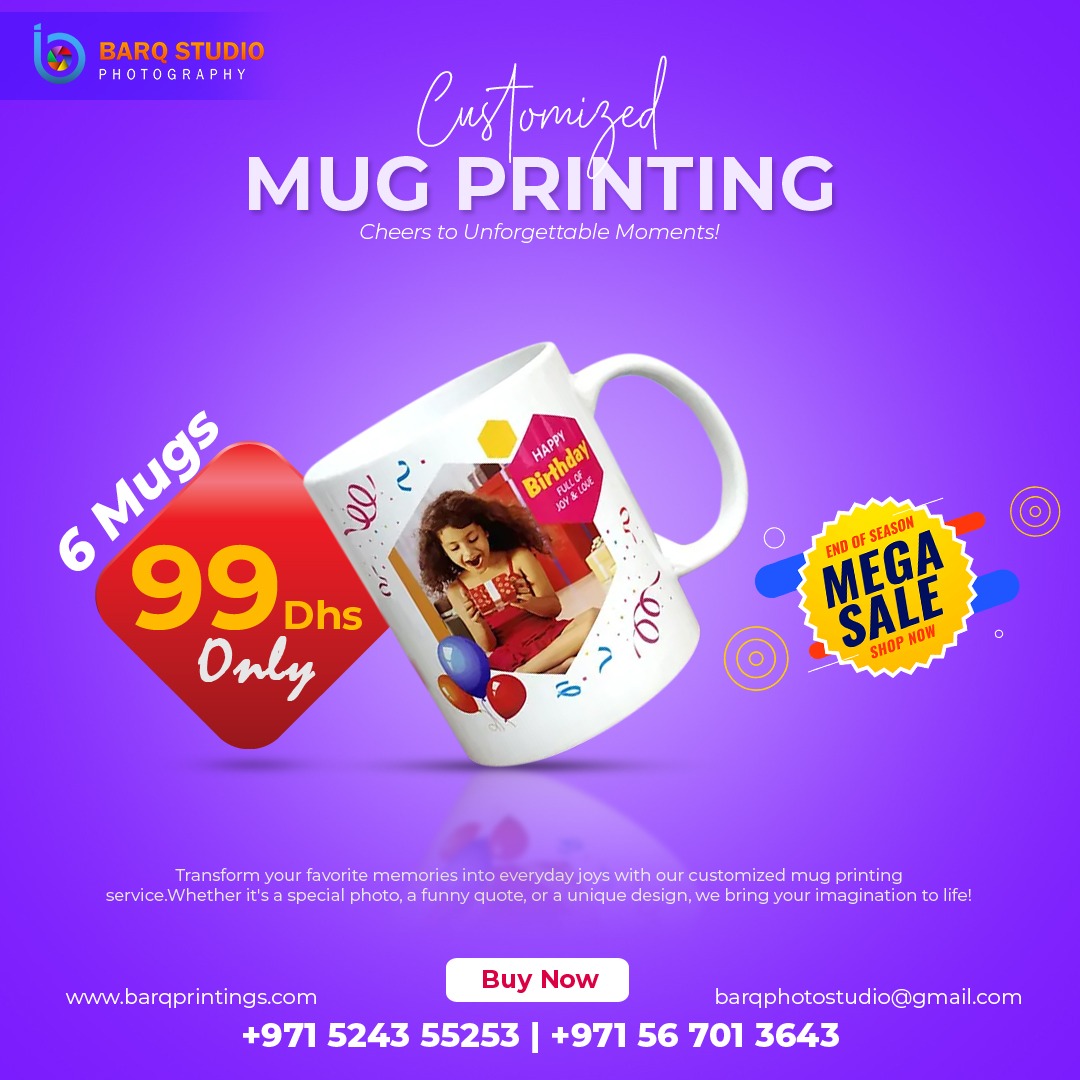 BARQ STUDIO
PHOTOGRAPHY
Customized
MUG PRINTING
Cheers to Unforgettable Moments!
6 Mugs
99 Dhs
Only
HAPPY
Birthday
FULL OF
JOY & LOVE
END OF SEASON
MEGA
SALE
SHOP NOW
Transform your favorite memories into everyday joys with our customized mug printing
service.Whether it's a special photo, a funny quote, or a unique design, we bring your imagination to life!
Buy Now
www.barqprintings.com
barqphotostudio@gmail.com
+971 5243 55253 | +971 56 701 3643